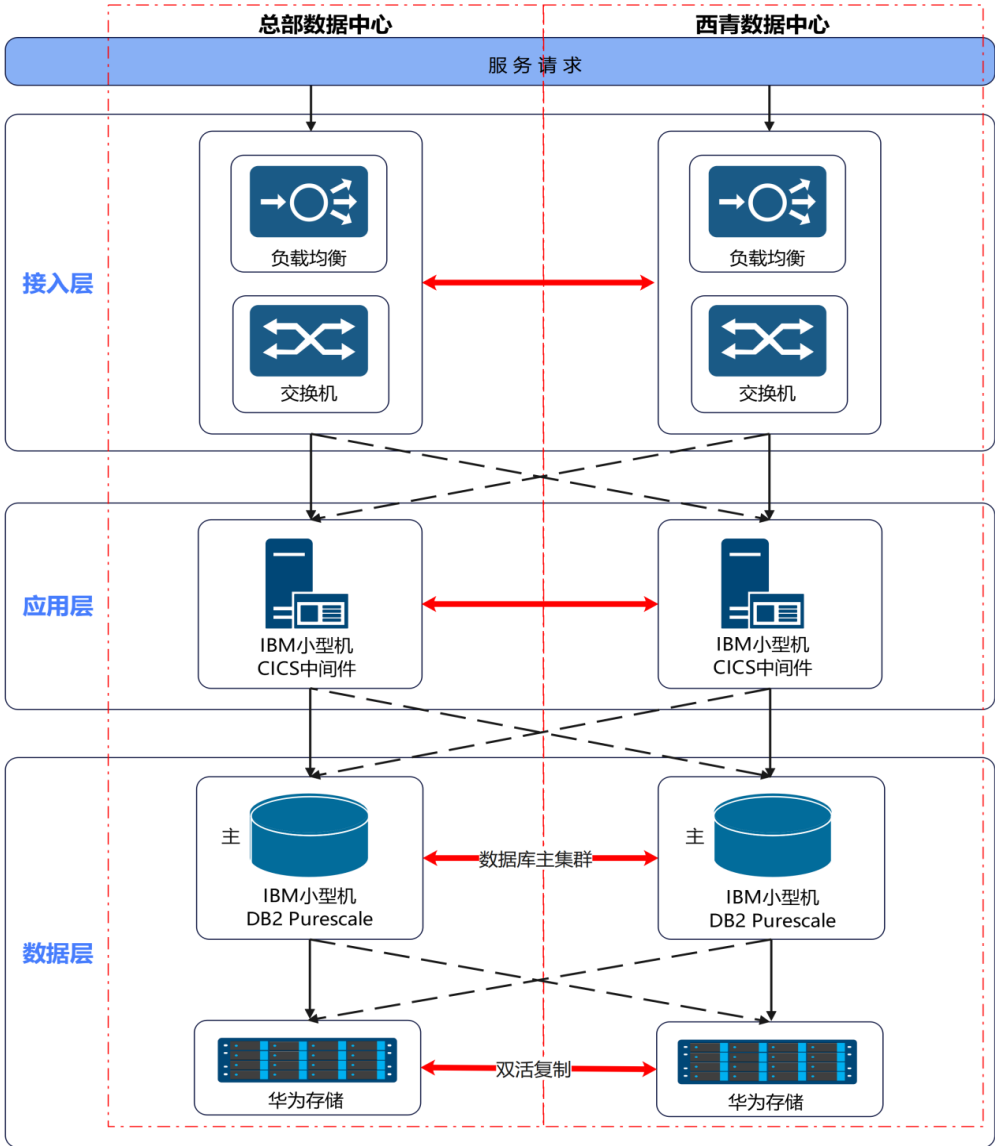 总部数据中心
西青数据中心
服务请求
接入层
负载均衡
负载均衡
交换机
交换机
应用层
IBM小型机
CICS中间件
IBM小型机
CICS中间件
数据层
主
IBM小型机
DB2 Purescale
数据库主集群
主
IBM小型机
DB2 Purescale
华为存储
双活复制
华为存储